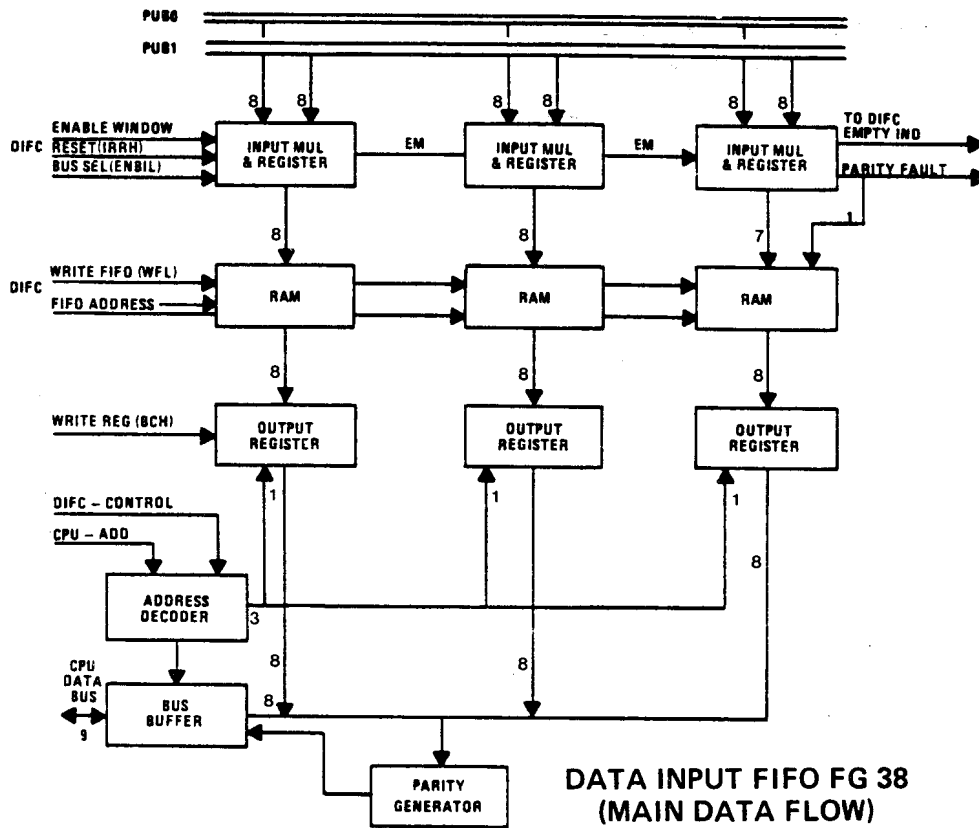 PUB6
PUB1
8 8 8 8 8 8
DIFC
ENABLE WINDOW
RESET(IRRH)
BUS SEL(ENBIL)
INPUT MUL
& REGISTER
EM
INPUT MUL
& REGISTER
EM
INPUT MUL
& REGISTER
TO DIFC
EMPTY IND
PARITY FAULT
8 8 7 1
DIFC
WRITE FIFO (WFL)
FIFO ADDRESS
RAM
RAM
RAM
8 8 8
WRITE REG (BCH)
OUTPUT
REGISTER
OUTPUT
REGISTER
OUTPUT
REGISTER
1 1 1
DIFC – CONTROL
CPU – ADD
8
ADDRESS
DECODER
3
8 8
CPU
DATA
BUS
9
BUS
BUFFER
8
PARITY
GENERATOR
DATA INPUT FIFO FG 38
(MAIN DATA FLOW)